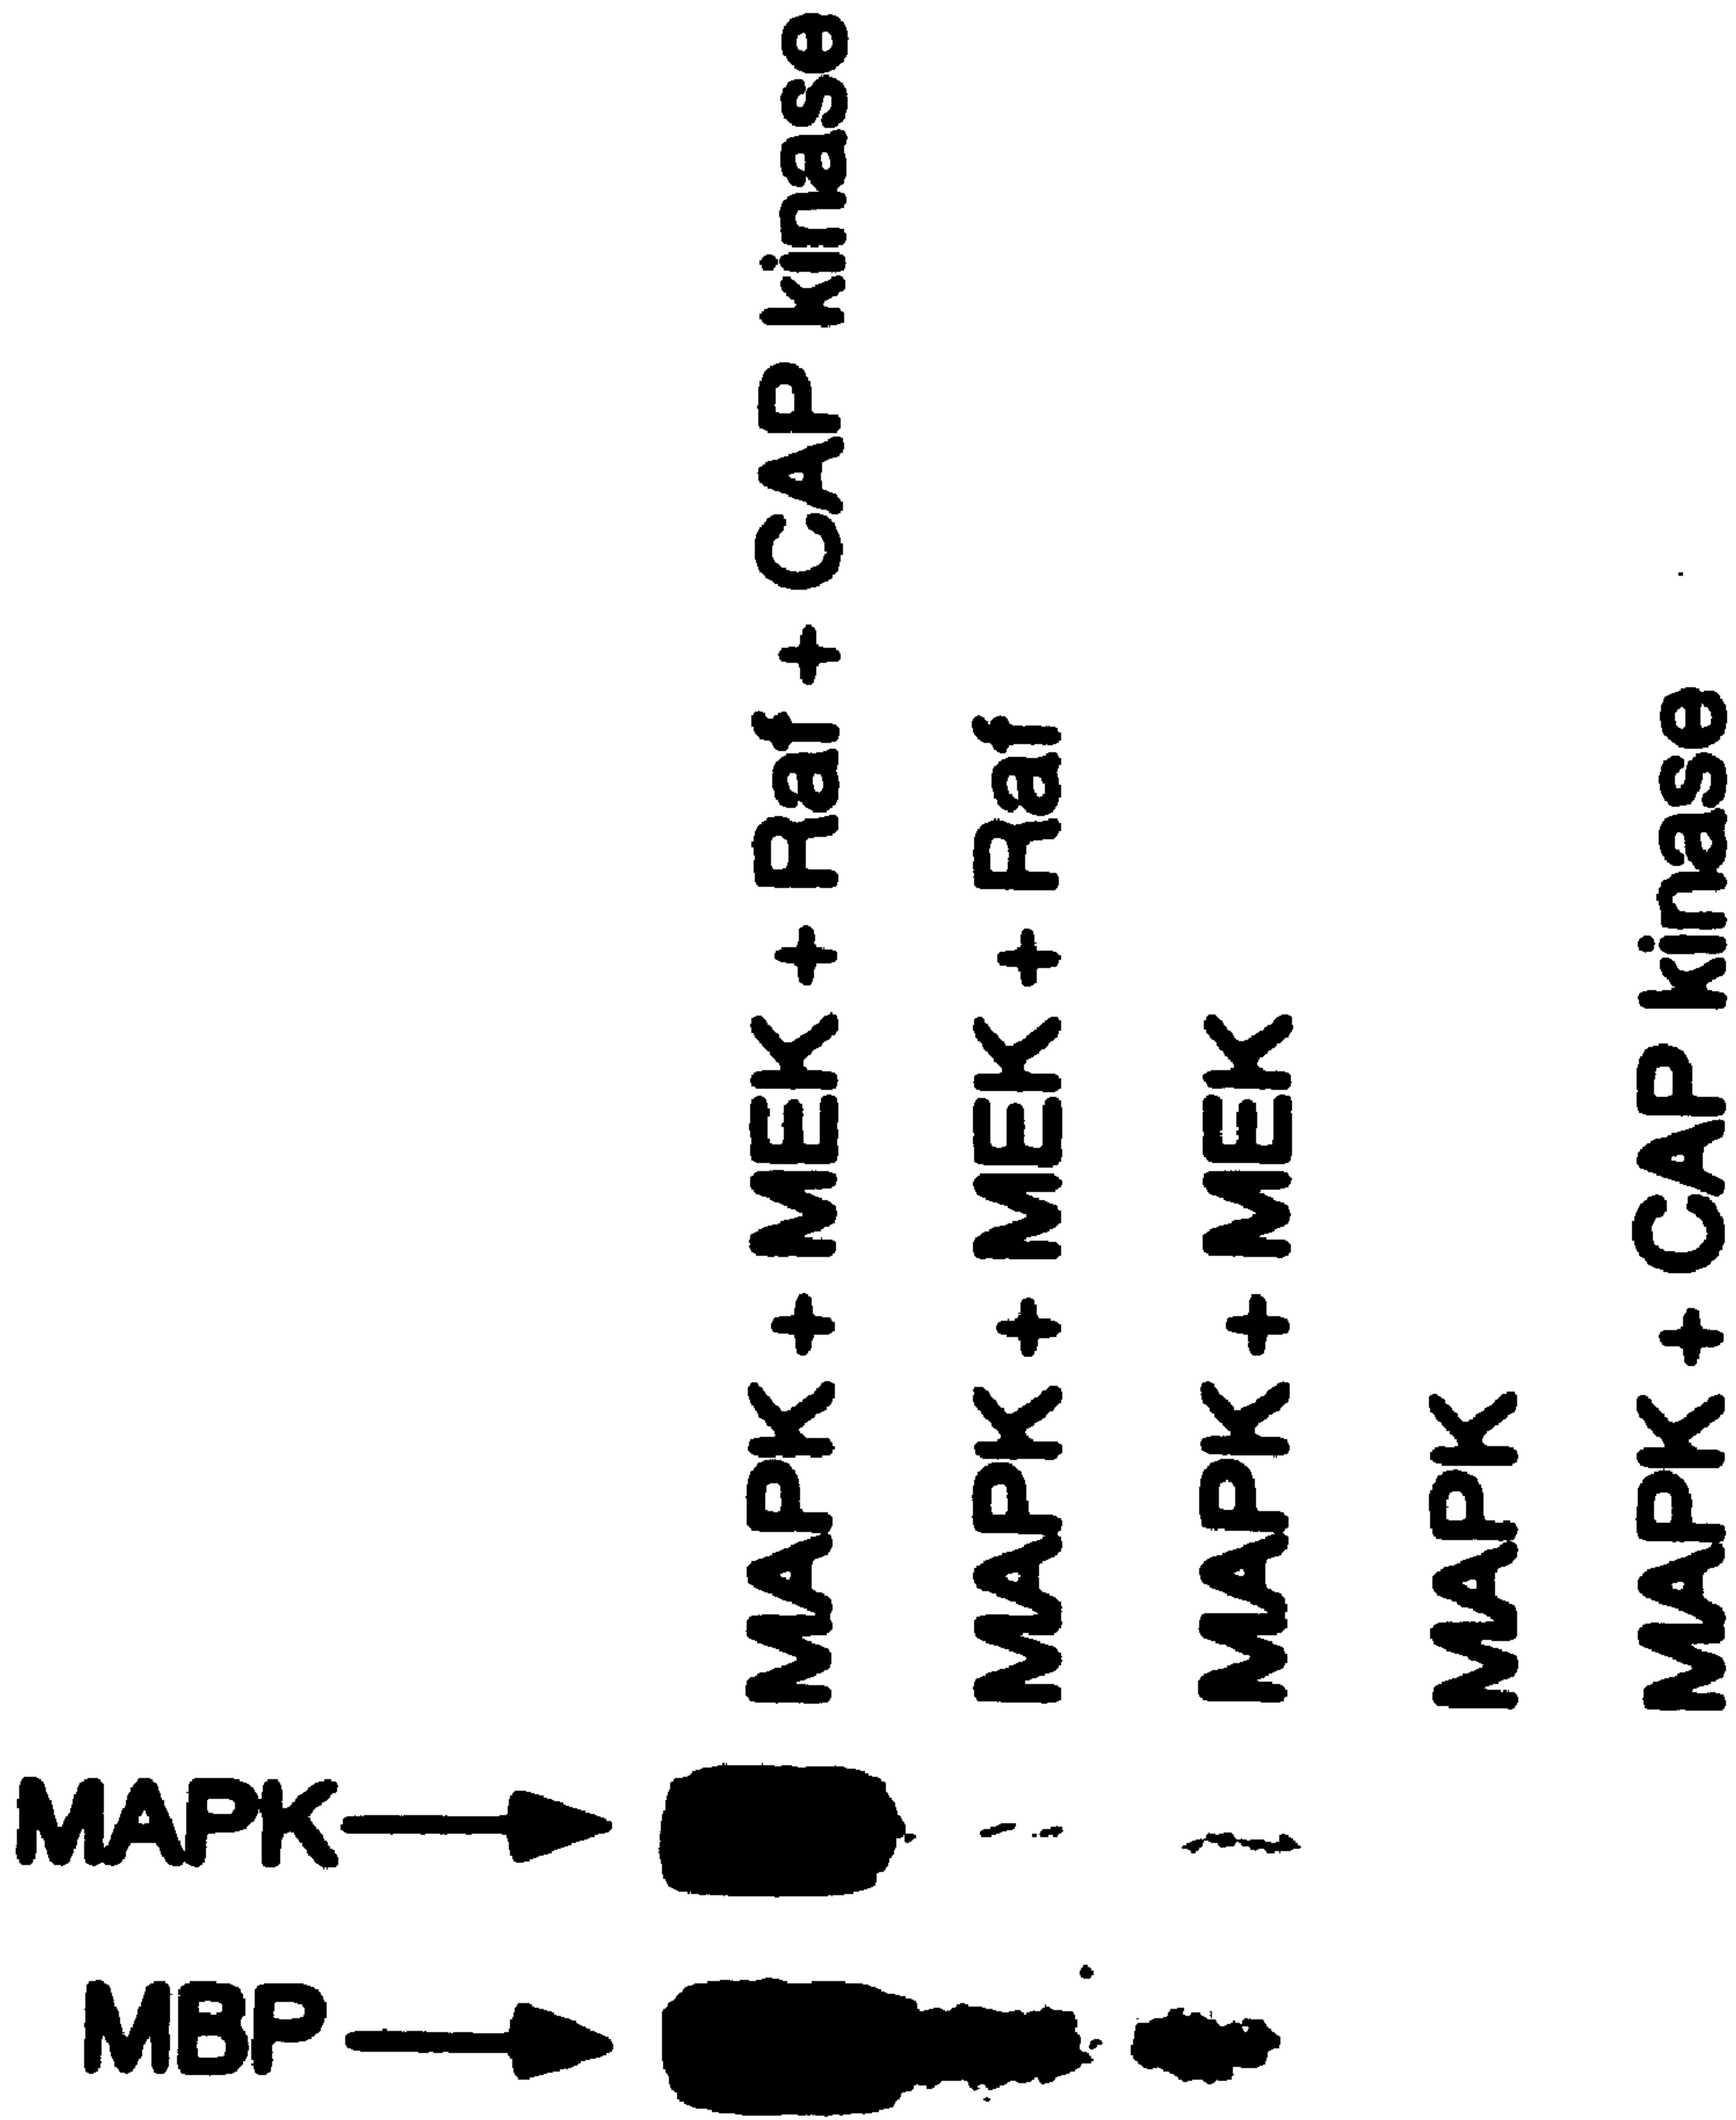 MAPK + MEK + Raf + CAP kinase
MAPK + MEK + Raf
MAPK + MEK
MAPK
MAPK + CAP kinase
MAPK
MBP